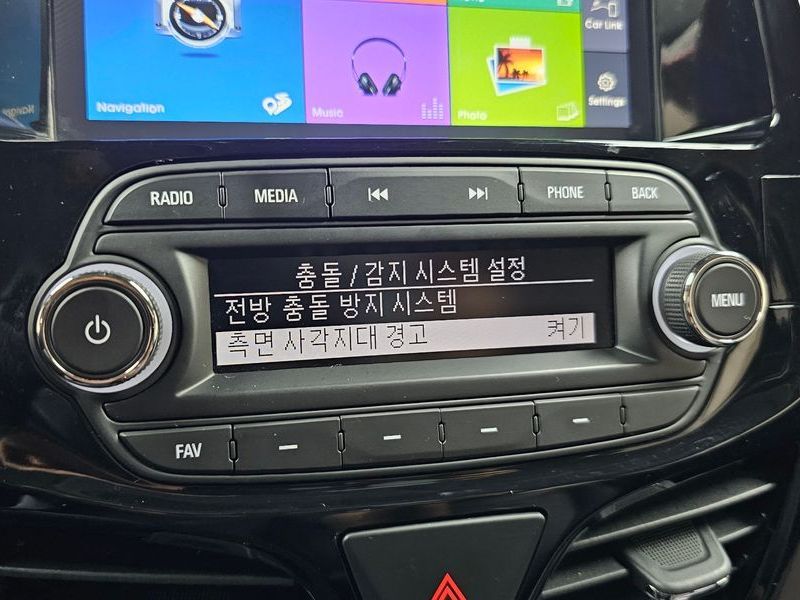 Car Link
Navigation
Music
Photo
Settings
RADIO
MEDIA
PHONE
BACK
충돌 / 감지 시스템 설정
전방 충돌 방지 시스템
측면 사각지대 경고 켜기
MENU
FAV